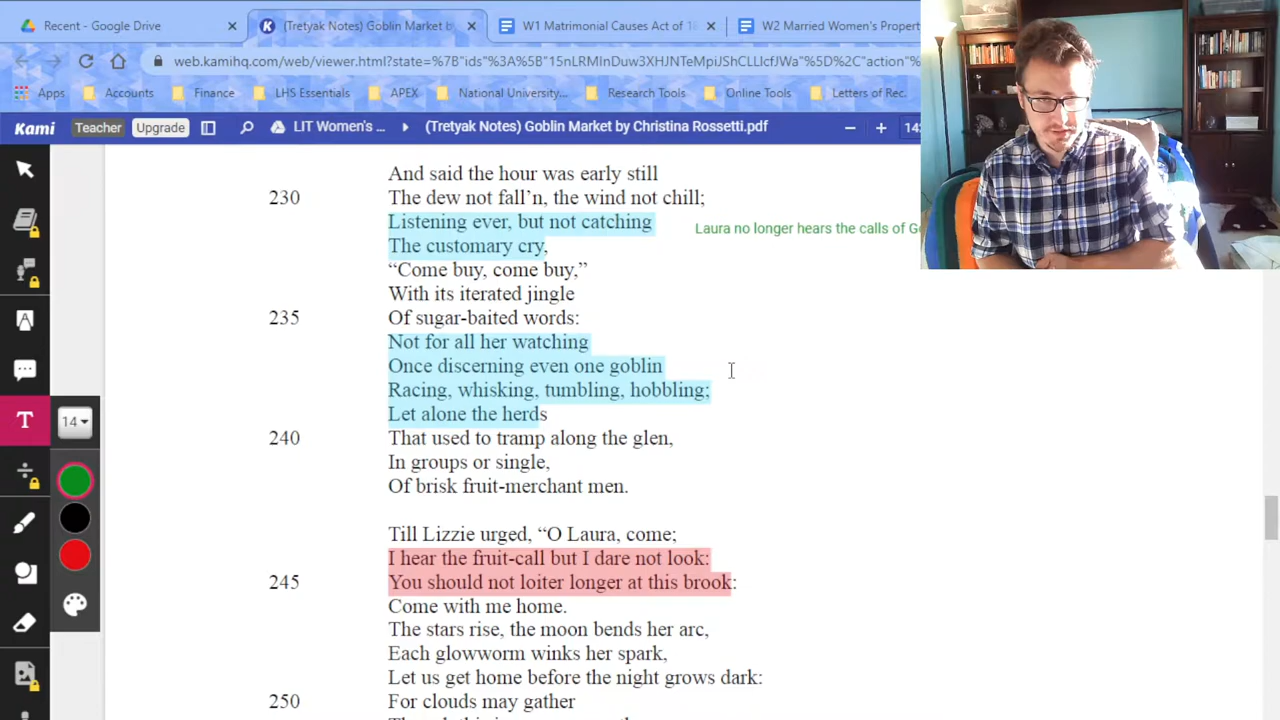 Recent - Google Drive
(Tretyak Notes) Goblin Market b
W1 Matrimonial Causes Act of 18
W2 Married Women's Property
web.kamihq.com/web/viewer.html?state=%7B"ids"%3A%5B"15nLRMInDuw3XHJNTeMpiJShCLLIcfJWa"%5D%2C"action"
Apps
Accounts
Finance
LHS Essentials
APEX
National University...
Research Tools
Online Tools
Letters of Rec.
Kami
Teacher
Upgrade
LIT Women's ...
(Tretyak Notes) Goblin Market by Christina Rossetti.pdf
And said the hour was early still
230 The dew not fall'n, the wind not chill;
Listening ever, but not catching
Laura no longer hears the calls of
The customary cry,
“Come buy, come buy,”
With its iterated jingle
235 Of sugar-baited words:
Not for all her watching
Once discerning even one goblin
Racing, whisking, tumbling, hobbling;
Let alone the herds
240 That used to tramp along the glen,
In groups or single,
Of brisk fruit-merchant men.
Till Lizzie urged, “O Laura, come;
I hear the fruit-call but I dare not look:
245 You should not loiter longer at this brook:
Come with me home.
The stars rise, the moon bends her arc,
Each glowworm winks her spark,
Let us get home before the night grows dark:
250 For clouds may gather
T
14